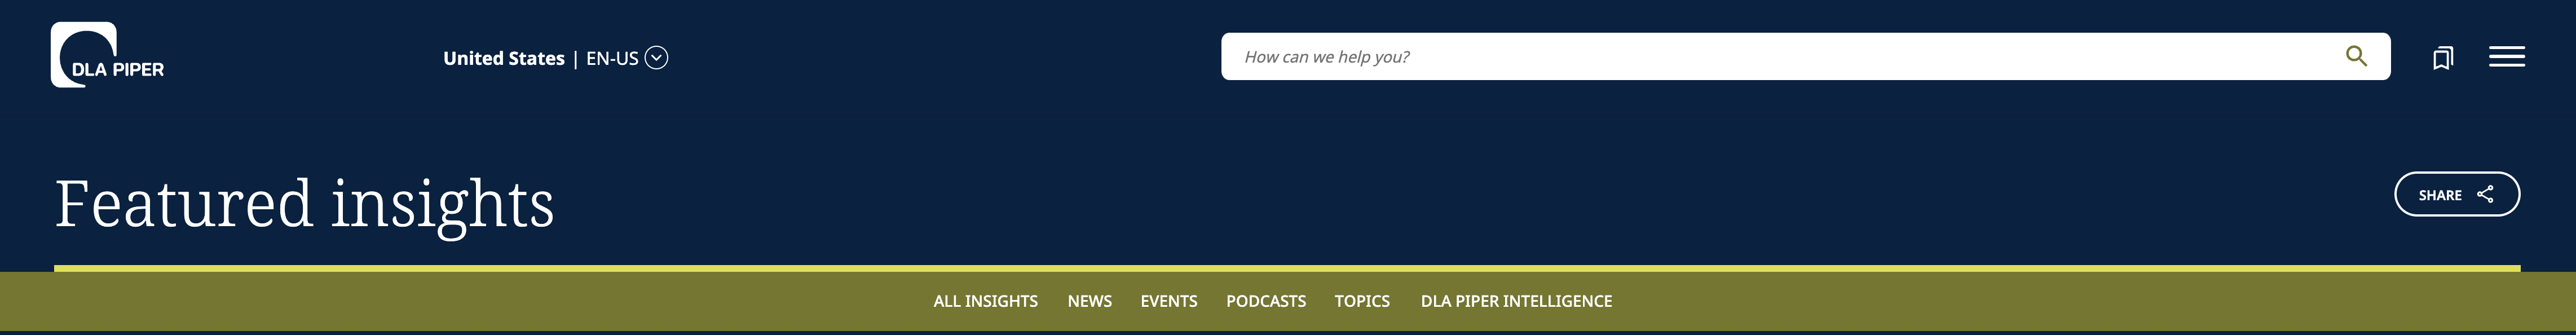 DLA PIPER
United States | EN-US
How can we help you?
Featured insights
SHARE
ALL INSIGHTS NEWS EVENTS PODCASTS TOPICS DLA PIPER INTELLIGENCE